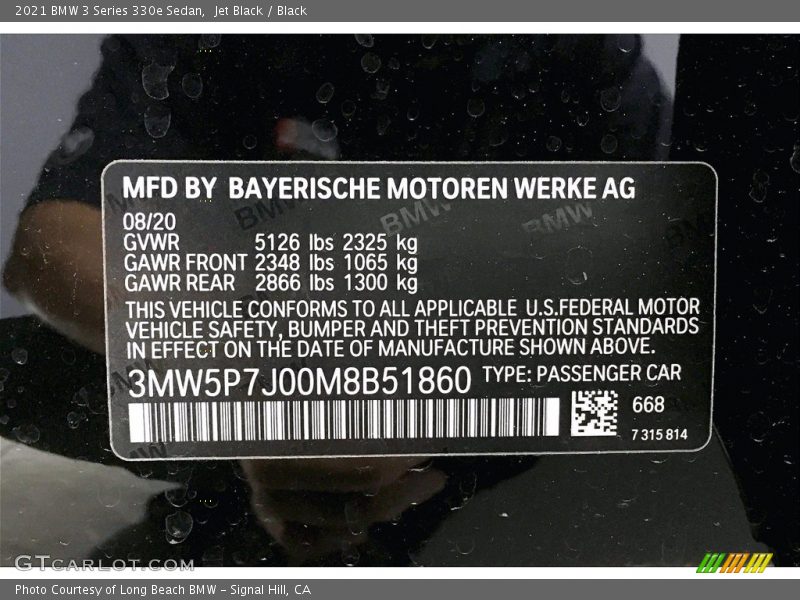 2021 BMW 3 Series 330e Sedan,  Jet Black / Black
MFD BY BAYERISCHE MOTOREN WERKE AG
08/20
GVWR 5126 lbs 2325 kg
GAWR FRONT 2348 lbs 1065 kg
GAWR REAR 2866 lbs 1300 kg
THIS VEHICLE CONFORMS TO ALL APPLICABLE U.S.FEDERAL MOTOR
VEHICLE SAFETY, BUMPER AND THEFT PREVENTION STANDARDS
IN EFFECT ON THE DATE OF MANUFACTURE SHOWN ABOVE.
3MW5P7J00M8B51860 TYPE: PASSENGER CAR
668
7 315 814
GTCARLOT.COM
Photo Courtesy of Long Beach BMW – Signal Hill, CA